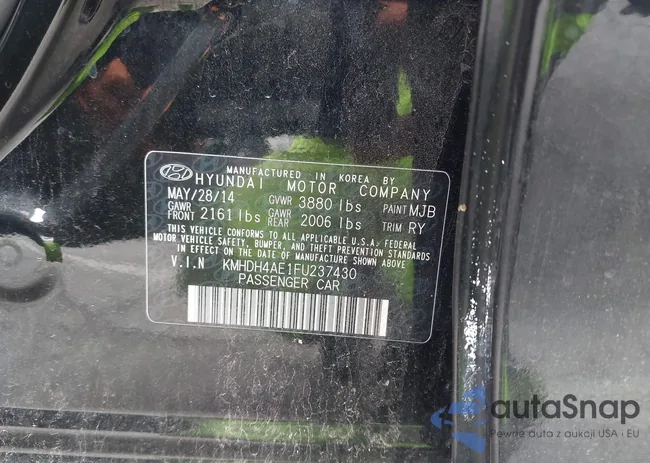 MANUFACTURED IN KOREA BY
HYUNDAI MOTOR COMPANY
MAY/28/14 GVWR 3880 lbs PAINT MJB
GAWR FRONT 2161 lbs GAWR REAR 2006 lbs TRIM RY
THIS VEHICLE CONFORMS TO ALL APPLICABLE U.S.A. FEDERAL
MOTOR VEHICLE SAFETY, BUMPER, AND THEFT PREVENTION STANDARDS
IN EFFECT ON THE DATE OF MANUFACTURE SHOWN ABOVE.
V.I.N KMHDH4AE1FU237430
PASSENGER CAR
autaSnap
Pewne auta z aukcji USA i EU